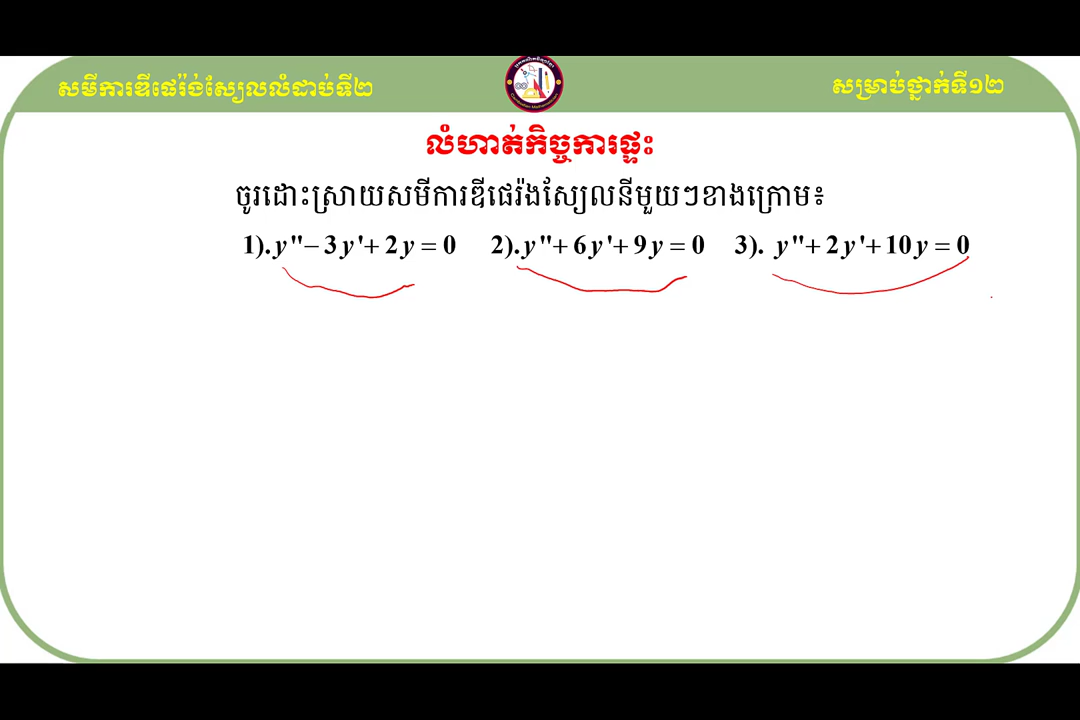 សមីការឌីផេរ៉ង់ស្យែលលំដាប់ទី២
សម្រាប់ថ្នាក់ទី១២
លំហាត់កិច្ចការផ្ទះ
ចូរដោះស្រាយសមីការឌីផេរ៉ងស្យែលនីមួយៗខាងក្រោម៖
1).y"− 3y'+ 2y = 0 2).y"+ 6y'+ 9y = 0 3). y"+ 2y'+10y = 0